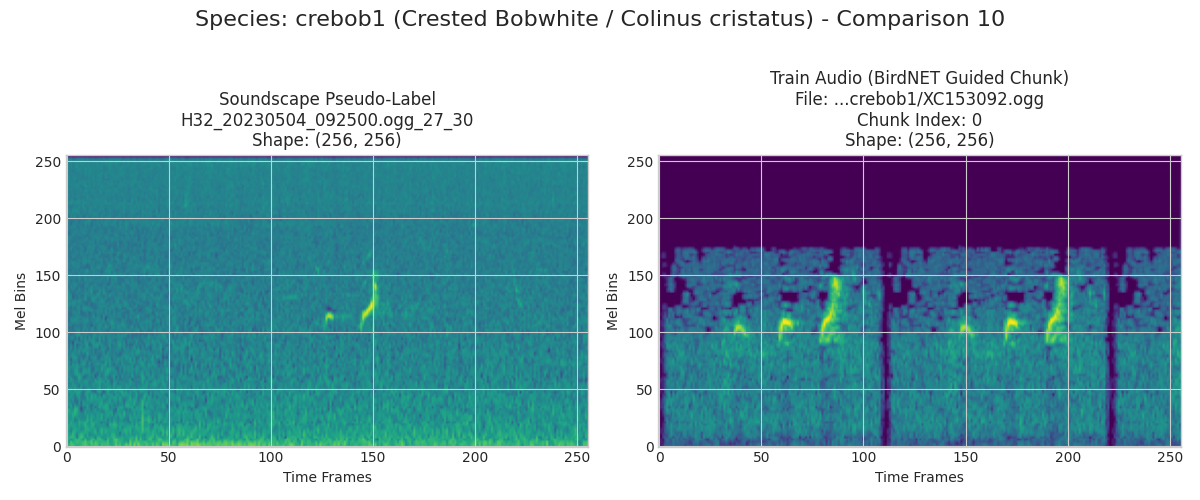 Species: crebob1 (Crested Bobwhite / Colinus cristatus) - Comparison 10
Soundscape Pseudo-Label
H32_20230504_092500.ogg_27_30
Shape: (256, 256)
250
200
150
100
50
0
Mel Bins
0 50 100 150 200 250
Time Frames
Train Audio (BirdNET Guided Chunk)
File: ...crebob1/XC153092.ogg
Chunk Index: 0
Shape: (256, 256)
250
200
150
100
50
0
Mel Bins
0 50 100 150 200 250
Time Frames